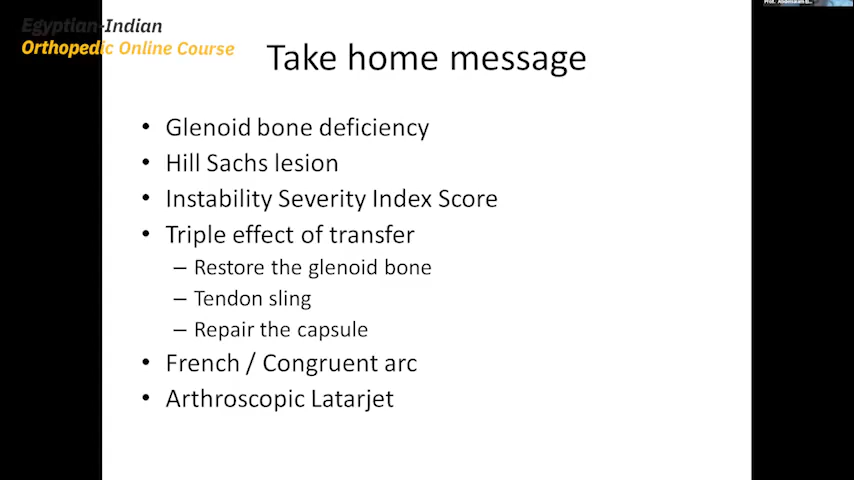 Egyptian-Indian
Orthopedic Online Course
Take home message
• Glenoid bone deficiency
• Hill Sachs lesion
• Instability Severity Index Score
• Triple effect of transfer
– Restore the glenoid bone
– Tendon sling
– Repair the capsule
• French / Congruent arc
• Arthroscopic Latarjet